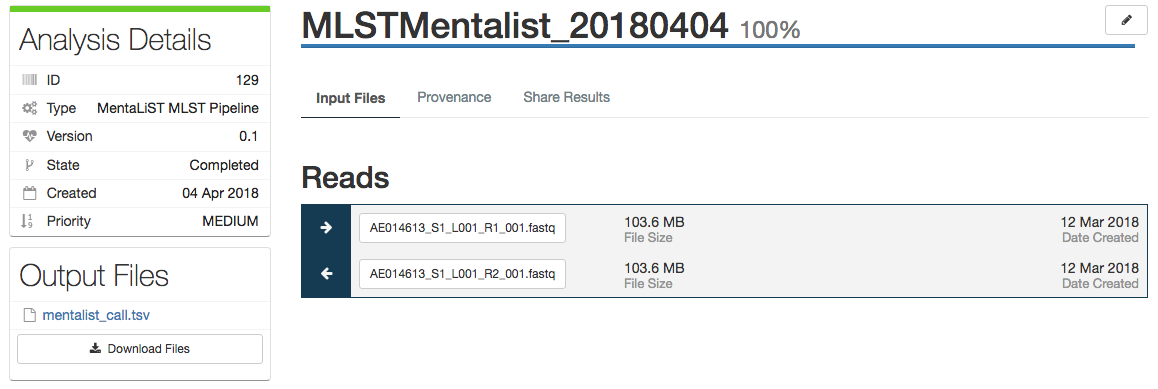 Analysis Details
ID 129
Type MentaLiST MLST Pipeline
Version 0.1
State Completed
Created 04 Apr 2018
Priority MEDIUM
Output Files
mentalist_call.tsv
Download Files
MLSTMentalist_20180404 100%
Input Files Provenance Share Results
Reads
AE014613_S1_L001_R1_001.fastq 103.6 MB 12 Mar 2018
File Size Date Created
AE014613_S1_L001_R2_001.fastq 103.6 MB 12 Mar 2018
File Size Date Created